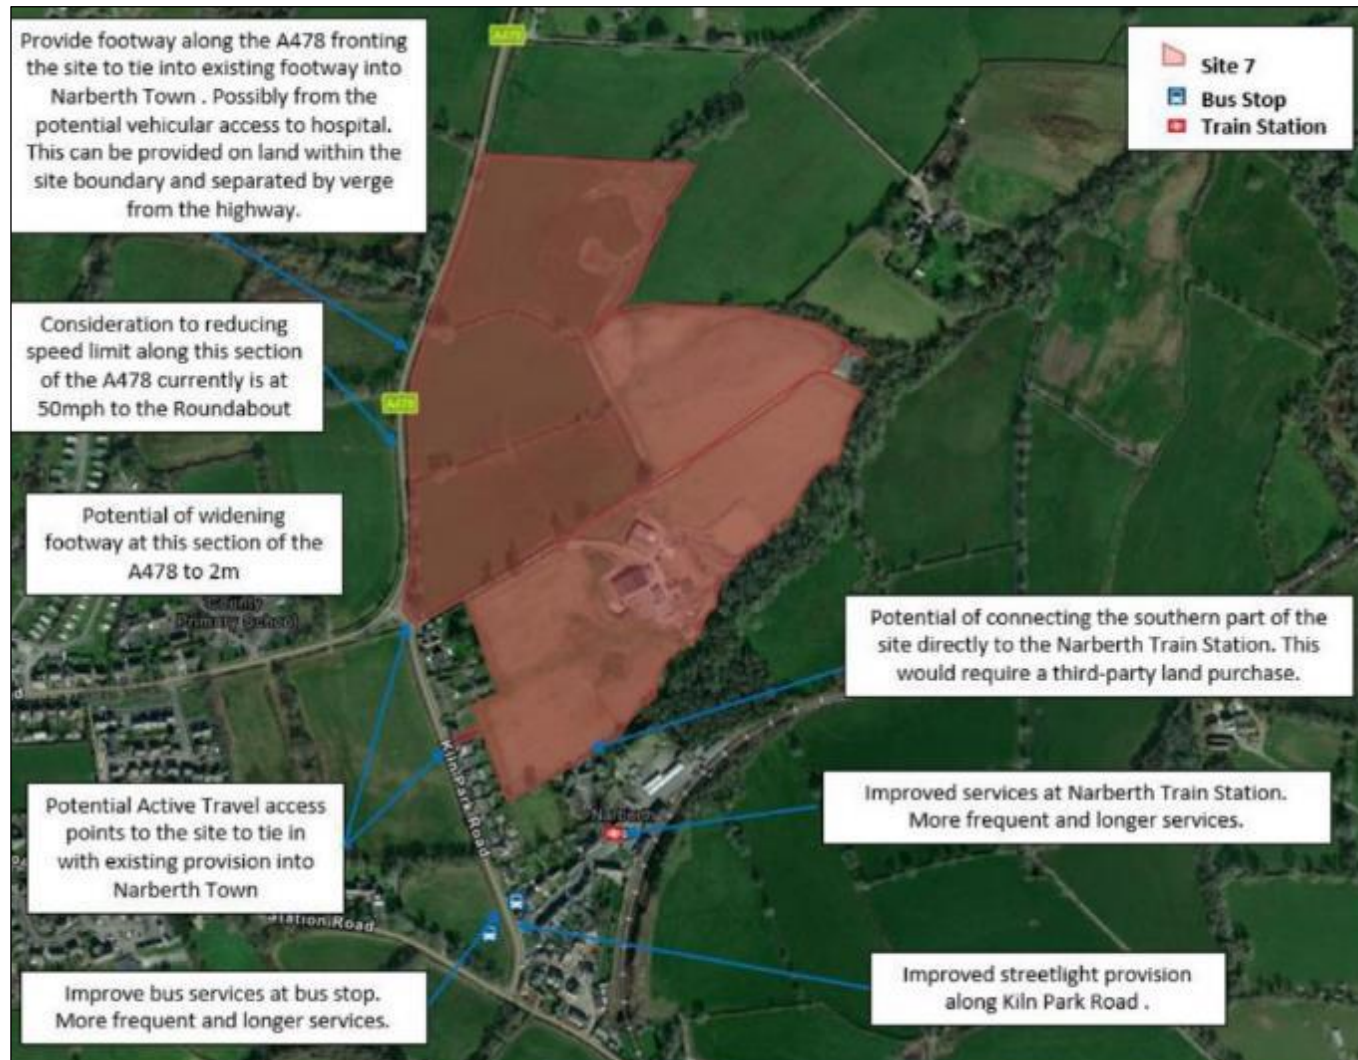 Provide footway along the A478 fronting
the site to tie into existing footway into
Narberth Town . Possibly from the
potential vehicular access to hospital.
This can be provided on land within the
site boundary and separated by verge
from the highway.
A478
Site 7
Bus Stop
Train Station
Consideration to reducing
speed limit along this section
of the A478 currently is at
50mph to the Roundabout
A478
Potential of widening
footway at this section of the
A478 to 2m
County
Primary School
Potential of connecting the southern part of the
site directly to the Narberth Train Station. This
would require a third-party land purchase.
Kiln Park Road
Potential Active Travel access
points to the site to tie in
with existing provision into
Narberth Town
Narberth
Improved services at Narberth Train Station.
More frequent and longer services.
Station Road
Improve bus services at bus stop.
More frequent and longer services.
Improved streetlight provision
along Kiln Park Road .